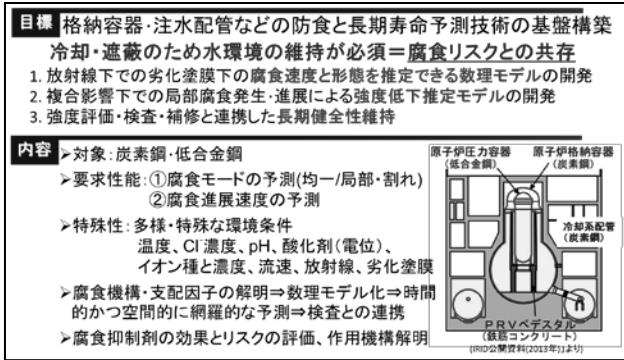 目標 格納容器・注水配管などの防食と長期寿命予測技術の基盤構築
冷却・遮蔽のため水環境の維持が必須＝腐食リスクとの共存
1. 放射線下での劣化塗膜下の腐食速度と形態を推定できる数理モデルの開発
2. 複合影響下での局部腐食発生・進展による強度低下推定モデルの開発
3. 強度評価・検査・補修と連携した長期健全性維持
内容 ➢対象：炭素鋼・低合金鋼
➢要求性能：①腐食モードの予測(均一/局部・割れ)
②腐食進展速度の予測
➢特殊性：多様・特殊な環境条件
温度、Cl⁻濃度、pH、酸化剤（電位）、
イオン種と濃度、流速、放射線、劣化塗膜
➢腐食機構・支配因子の解明⇒数理モデル化⇒時間
的かつ空間的に網羅的な予測⇒検査との連携
➢腐食抑制剤の効果とリスクの評価、作用機構解明
原子炉圧力容器
（低合金鋼）
原子炉格納容器
（炭素鋼）
冷却系配管
（炭素鋼）
PRVペデスタル
（鉄筋コンクリート）
(IRID公開資料(2013年)より)